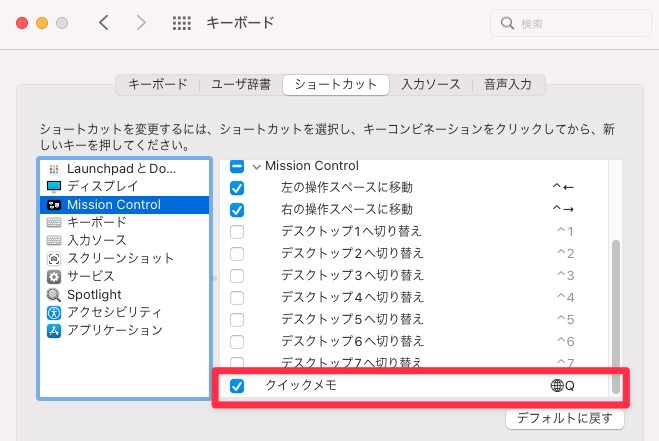 キーボード
検索
キーボード ユーザ辞書 ショートカット 入力ソース 音声入力
ショートカットを変更するには、ショートカットを選択し、キーコンビネーションをクリックしてから、新
しいキーを押してください。
LaunchpadとDo...
ディスプレイ
Mission Control
キーボード
入力ソース
スクリーンショット
サービス
Spotlight
アクセシビリティ
アプリケーション
Mission Control
左の操作スペースに移動 ^←
右の操作スペースに移動 ^→
デスクトップ1へ切り替え ^1
デスクトップ2へ切り替え ^2
デスクトップ3へ切り替え ^3
デスクトップ4へ切り替え ^4
デスクトップ5へ切り替え ^5
デスクトップ6へ切り替え ^6
デスクトップ7へ切り替え ^7
クイックメモ 🌐Q
デフォルトに戻す